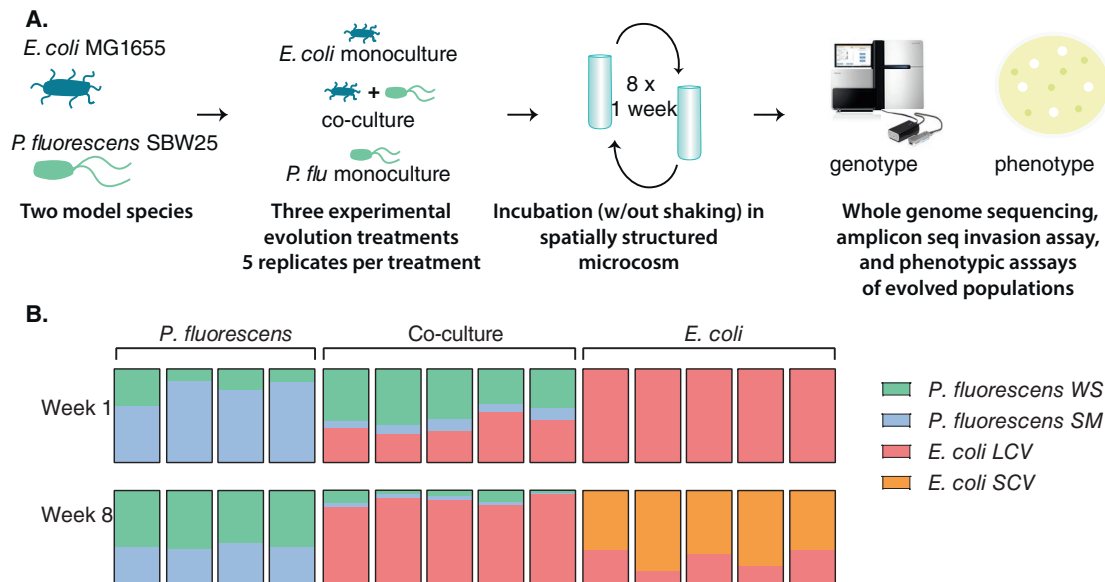 A.
E. coli MG1655
P. fluorescens SBW25
Two model species
E. coli monoculture
+
co-culture
P. flu monoculture
Three experimental
evolution treatments
5 replicates per treatment
8 x
1 week
Incubation (w/out shaking) in
spatially structured
microcosm
genotype
phenotype
Whole genome sequencing,
amplicon seq invasion assay,
and phenotypic asssays
of evolved populations
B.
P. fluorescens
Co-culture
E. coli
Week 1
Week 8
P. fluorescens WS
P. fluorescens SM
E. coli LCV
E. coli SCV